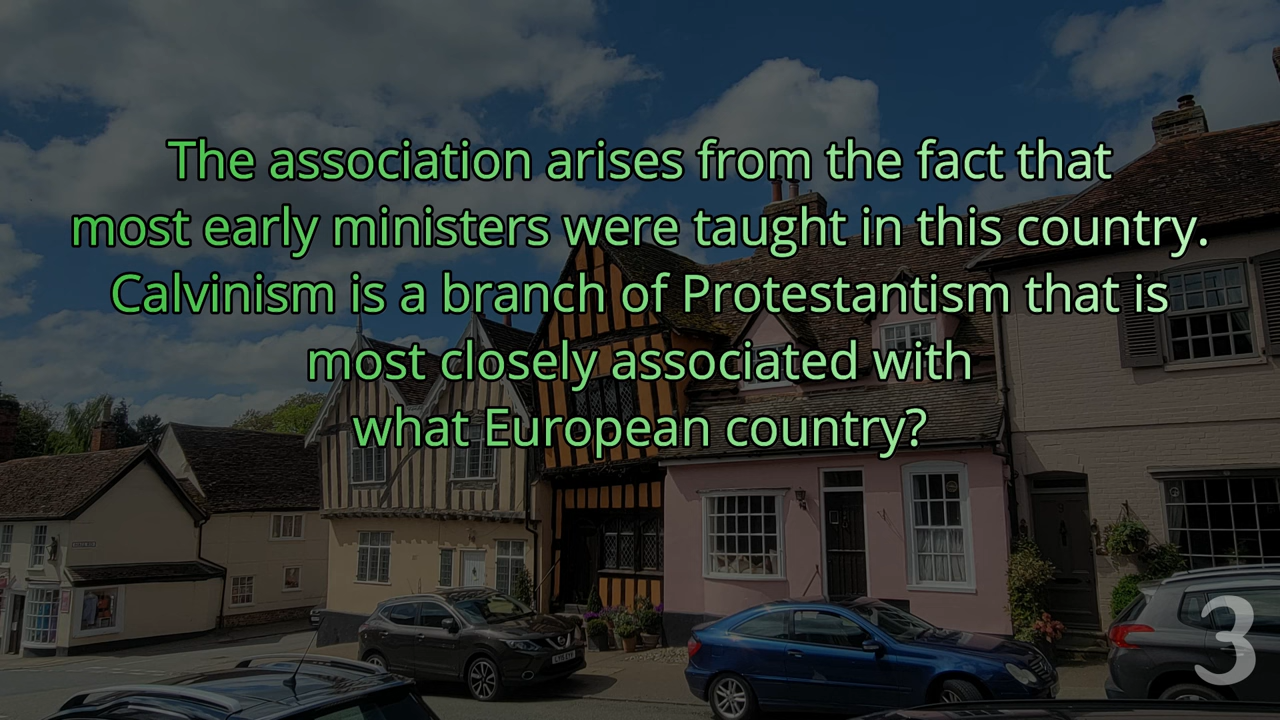 The association arises from the fact that
most early ministers were taught in this country.
Calvinism is a branch of Protestantism that is
most closely associated with
what European country?
3